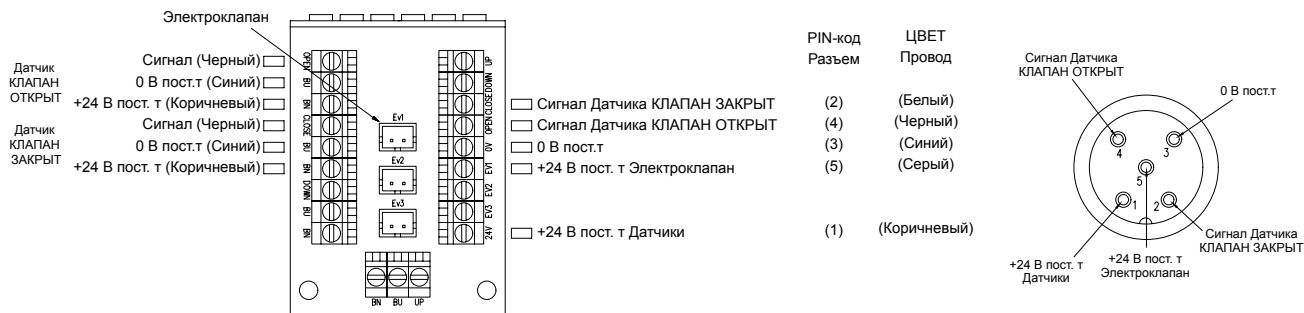 Электроклапан
Датчик
КЛАПАН
ОТКРЫТ
Сигнал (Черный)
0 В пост.т (Синий)
+24 В пост. т (Коричневый)
Датчик
КЛАПАН
ЗАКРЫТ
Сигнал (Черный)
0 В пост.т (Синий)
+24 В пост. т (Коричневый)
OPEN
BU
BN
CLOSE
BU
BN
DOWN
BU
BN
Ev1
Ev2
Ev3
UP
DOWN
CLOSE
OPEN
0V
EV1
EV2
EV3
24V
BN BU UP
PIN-код ЦВЕТ
Разъем Провод
Сигнал Датчика КЛАПАН ЗАКРЫТ (2) (Белый)
Сигнал Датчика КЛАПАН ОТКРЫТ (4) (Черный)
0 В пост.т (3) (Синий)
+24 В пост. т Электроклапан (5) (Серый)
+24 В пост. т Датчики (1) (Коричневый)
Сигнал Датчика
КЛАПАН ОТКРЫТ
0 В пост.т
4 3
5
1 2
Сигнал Датчика
КЛАПАН ЗАКРЫТ
+24 В пост. т
Датчики
+24 В пост. т
Электроклапан